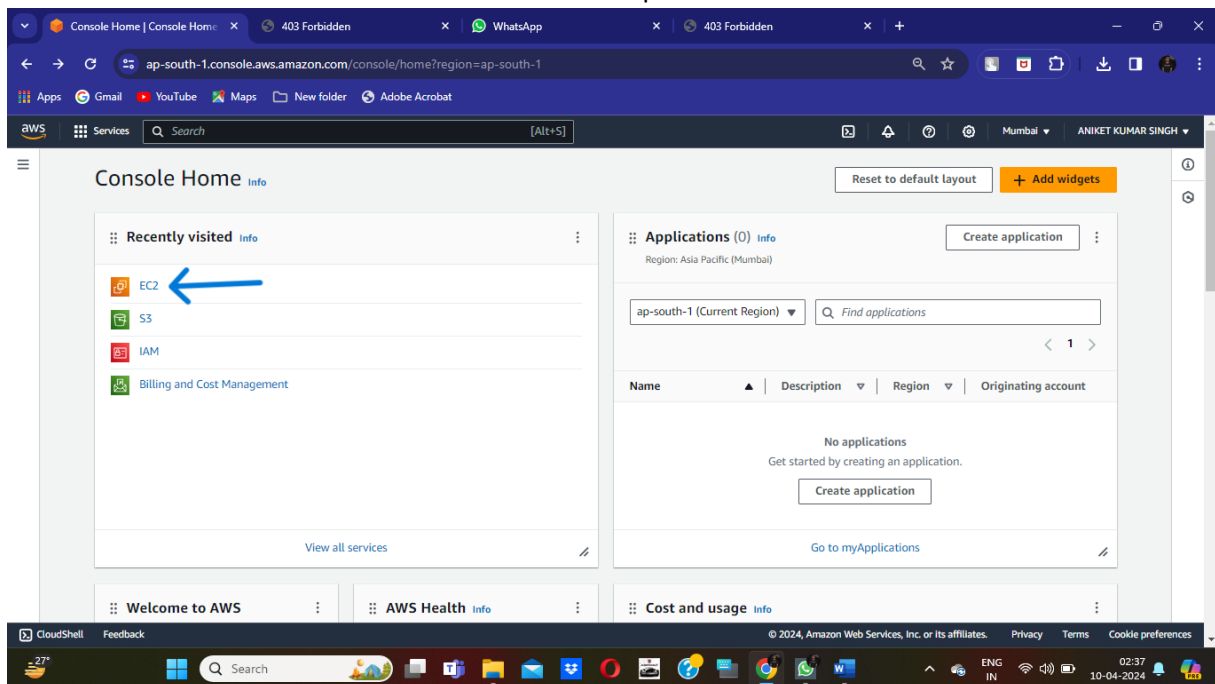 Console Home | Console Home
403 Forbidden
WhatsApp
403 Forbidden
ap-south-1.console.aws.amazon.com/console/home?region=ap-south-1
Apps
Gmail
YouTube
Maps
New folder
Adobe Acrobat
aws
Services
Search
[Alt+S]
Mumbai
ANIKET KUMAR SINGH
Console Home Info
Reset to default layout
+ Add widgets
Recently visited Info
EC2
S3
IAM
Billing and Cost Management
View all services
Applications (0) Info
Region: Asia Pacific (Mumbai)
Create application
ap-south-1 (Current Region)
Find applications
1
Name
Description
Region
Originating account
No applications
Get started by creating an application.
Create application
Go to myApplications
Welcome to AWS
AWS Health Info
Cost and usage Info
CloudShell
Feedback
© 2024, Amazon Web Services, Inc. or its affiliates.
Privacy
Terms
Cookie preferences
27°
Search
ENG
IN
02:37
10-04-2024
PRE